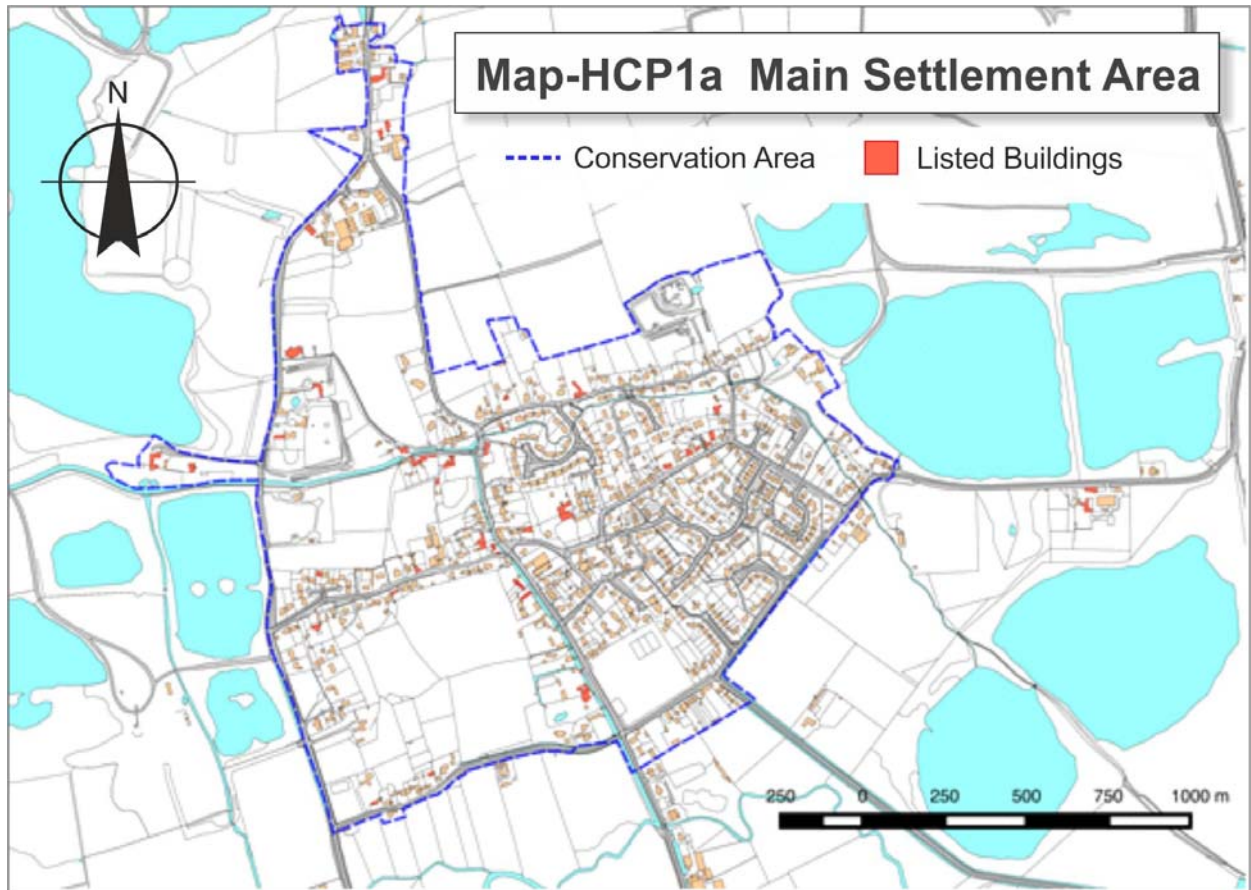 Map-HCP1a Main Settlement Area
N
Conservation Area
Listed Buildings
250 0 250 500 750 1000 m